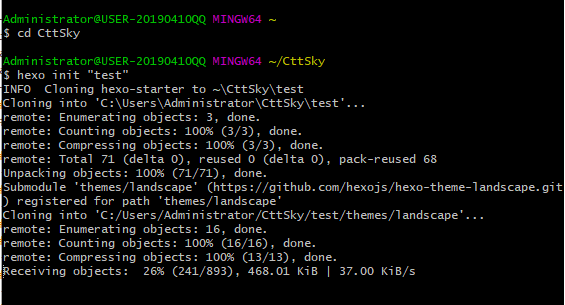 Administrator@USER-20190410QQ MINGW64 ~
$ cd CttSky
Administrator@USER-20190410QQ MINGW64 ~/CttSky
$ hexo init "test"
INFO  Cloning hexo-starter to ~\CttSky\test
Cloning into 'C:\Users\Administrator\CttSky\test'...
remote: Enumerating objects: 3, done.
remote: Counting objects: 100% (3/3), done.
remote: Compressing objects: 100% (3/3), done.
remote: Total 71 (delta 0), reused 0 (delta 0), pack-reused 68
Unpacking objects: 100% (71/71), done.
Submodule 'themes/landscape' (https://github.com/hexojs/hexo-theme-landscape.git
) registered for path 'themes/landscape'
Cloning into 'C:/Users/Administrator/CttSky/test/themes/landscape'...
remote: Enumerating objects: 16, done.
remote: Counting objects: 100% (16/16), done.
remote: Compressing objects: 100% (13/13), done.
Receiving objects:  26% (241/893), 468.01 KiB | 37.00 KiB/s